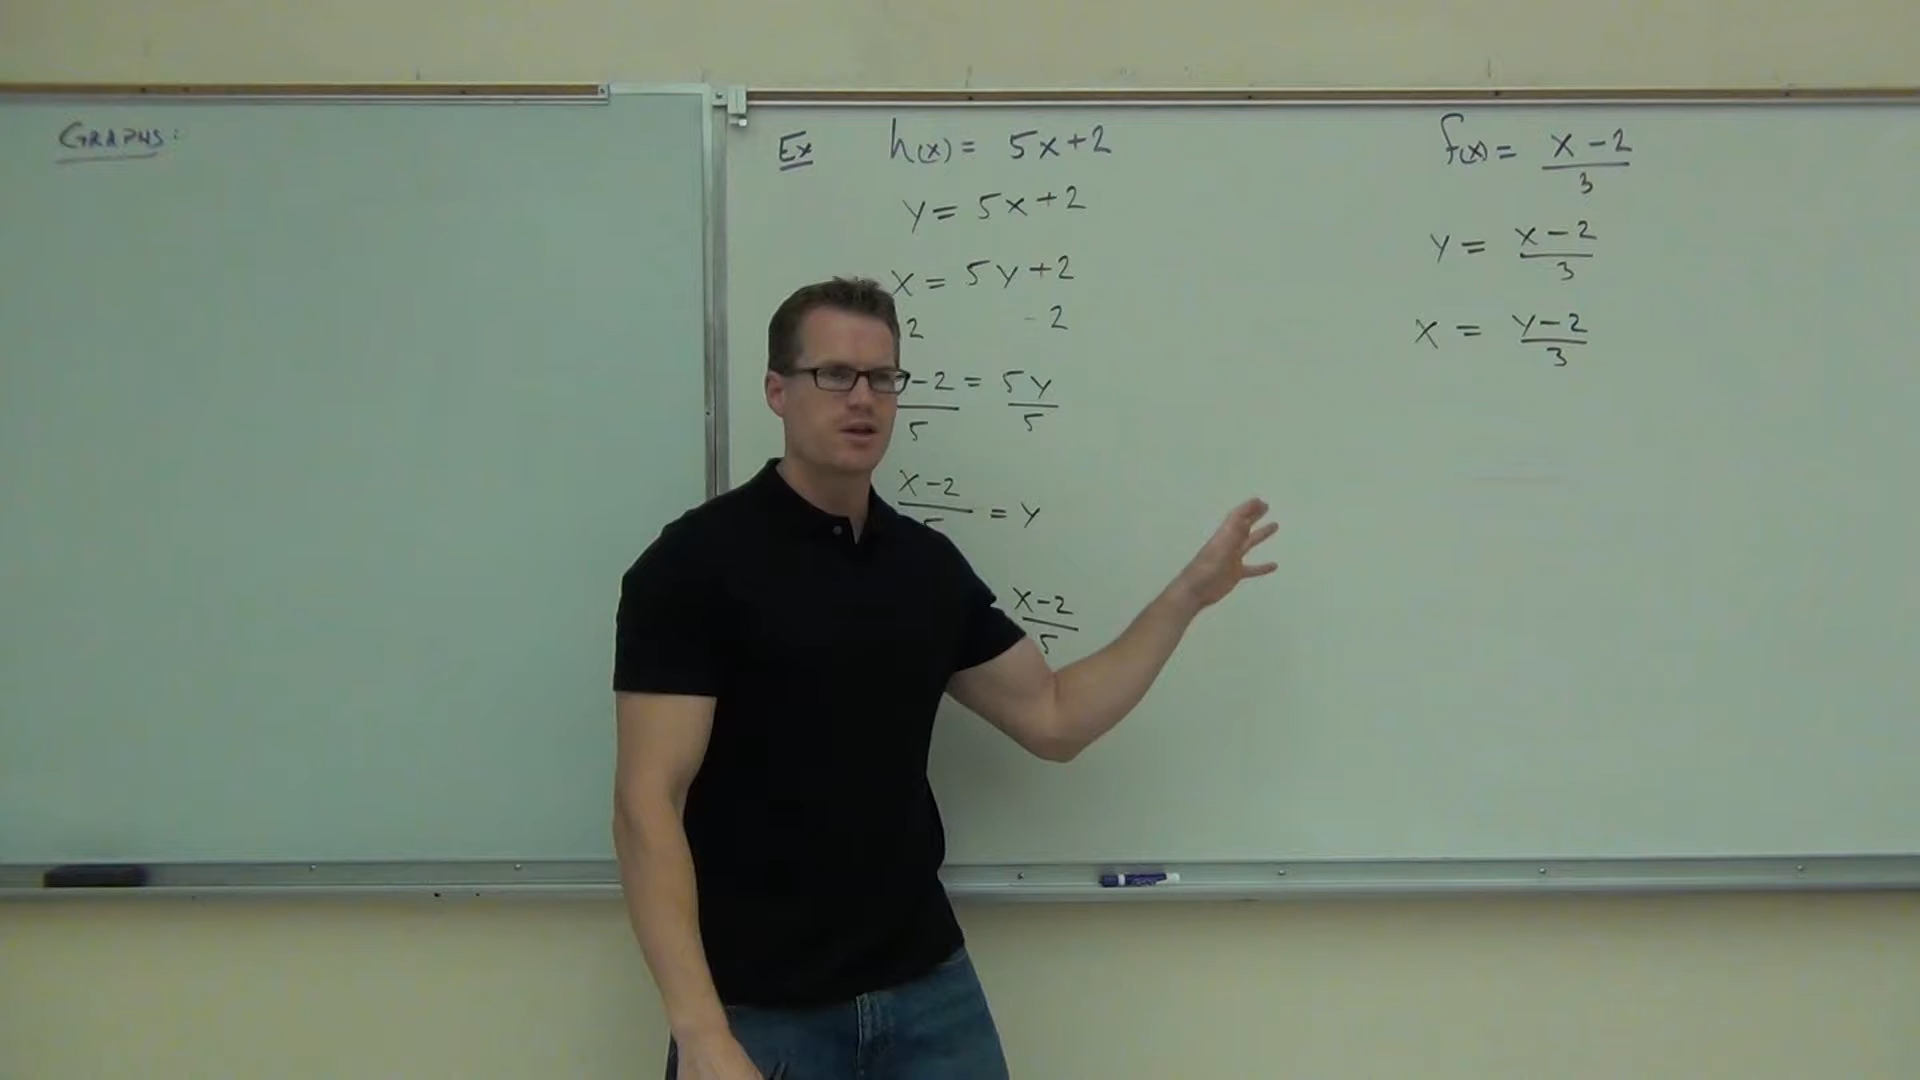 GRAPHS:
Ex h(x) = 5x+2
y = 5x+2
x = 5y+2
2 -2
-2 = 5y
5 5
x-2 = y
5
x-2
5
f(x) = x-2
3
y = x-2
3
x = y-2
3